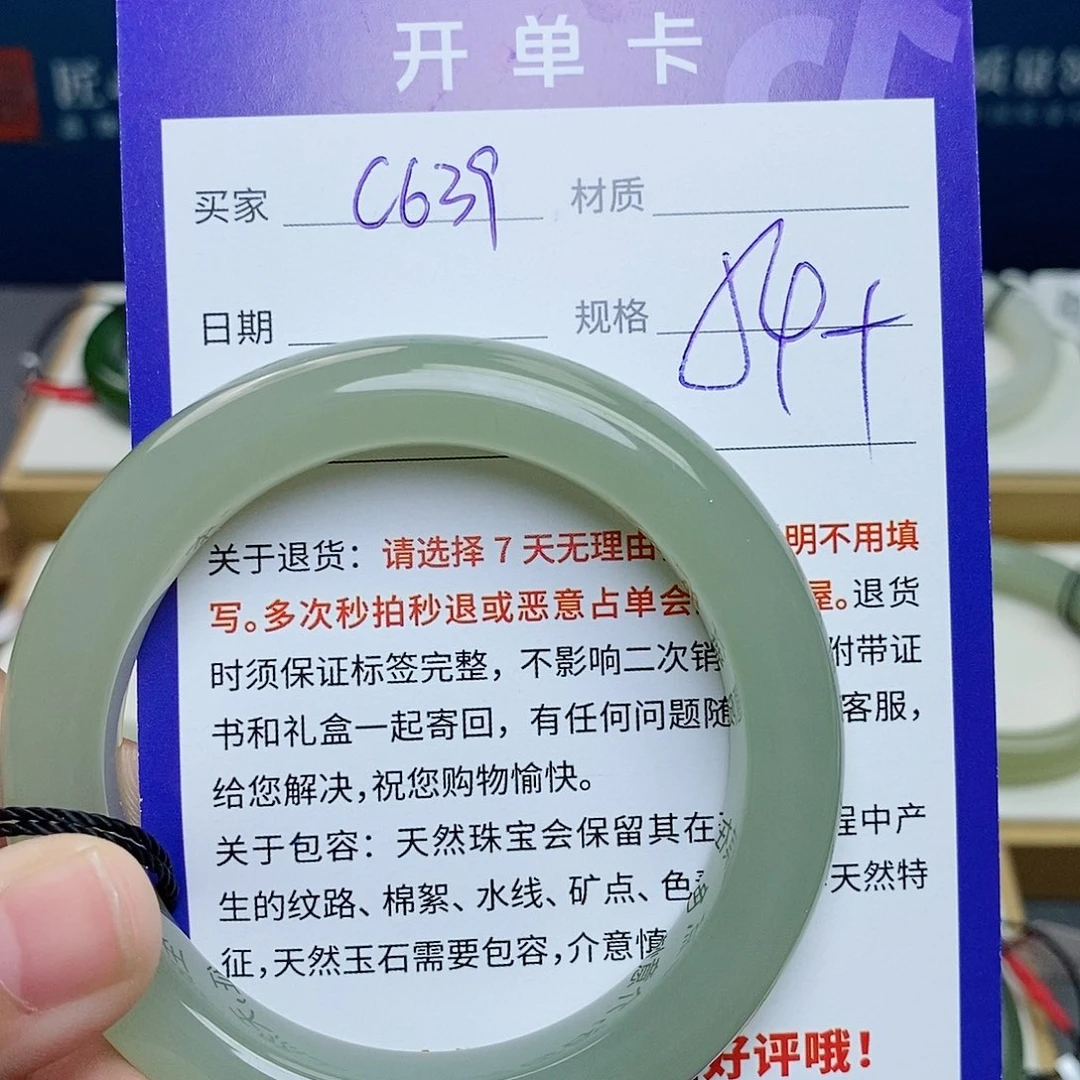 开单卡
买家 C639 材质
日期 规格 54+
关于退货：请选择7天无理由 明不用填
写。多次秒拍秒退或恶意占单会 屋。退货
时须保证标签完整，不影响二次销 附带证
书和礼盒一起寄回，有任何问题随 客服，
给您解决，祝您购物愉快。
关于包容：天然珠宝会保留其在 程中产
生的纹路、棉絮、水线、矿点、色 天然特
征，天然玉石需要包容，介意慎
好评哦！